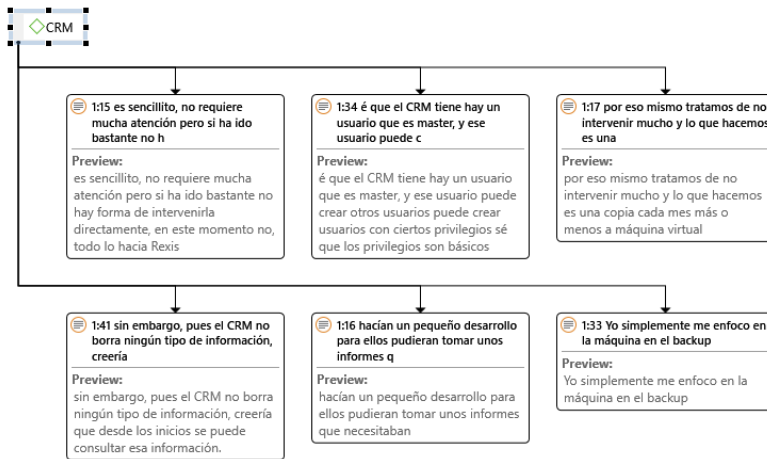 CRM
1:15 es sencillito, no requiere
mucha atención pero si ha ido
bastante no h
Preview:
es sencillito, no requiere mucha
atención pero si ha ido bastante no
hay forma de intervenirla
directamente, en este momento no,
todo lo hacia Rexis
1:34 é que el CRM tiene hay un
usuario que es master, y ese
usuario puede c
Preview:
é que el CRM tiene hay un usuario
que es master, y ese usuario puede
crear otros usuarios puede crear
usuarios con ciertos privilegios sé
que los privilegios son básicos
1:17 por eso mismo tratamos de no
intervenir mucho y lo que hacemos
es una
Preview:
por eso mismo tratamos de no
intervenir mucho y lo que hacemos
es una copia cada mes más o
menos a máquina virtual
1:41 sin embargo, pues el CRM no
borra ningún tipo de información,
creería
Preview:
sin embargo, pues el CRM no borra
ningún tipo de información, creería
que desde los inicios se puede
consultar esa información.
1:16 hacían un pequeño desarrollo
para ellos pudieran tomar unos
informes q
Preview:
hacían un pequeño desarrollo para
ellos pudieran tomar unos informes
que necesitaban
1:33 Yo simplemente me enfoco en
la máquina en el backup
Preview:
Yo simplemente me enfoco en la
máquina en el backup